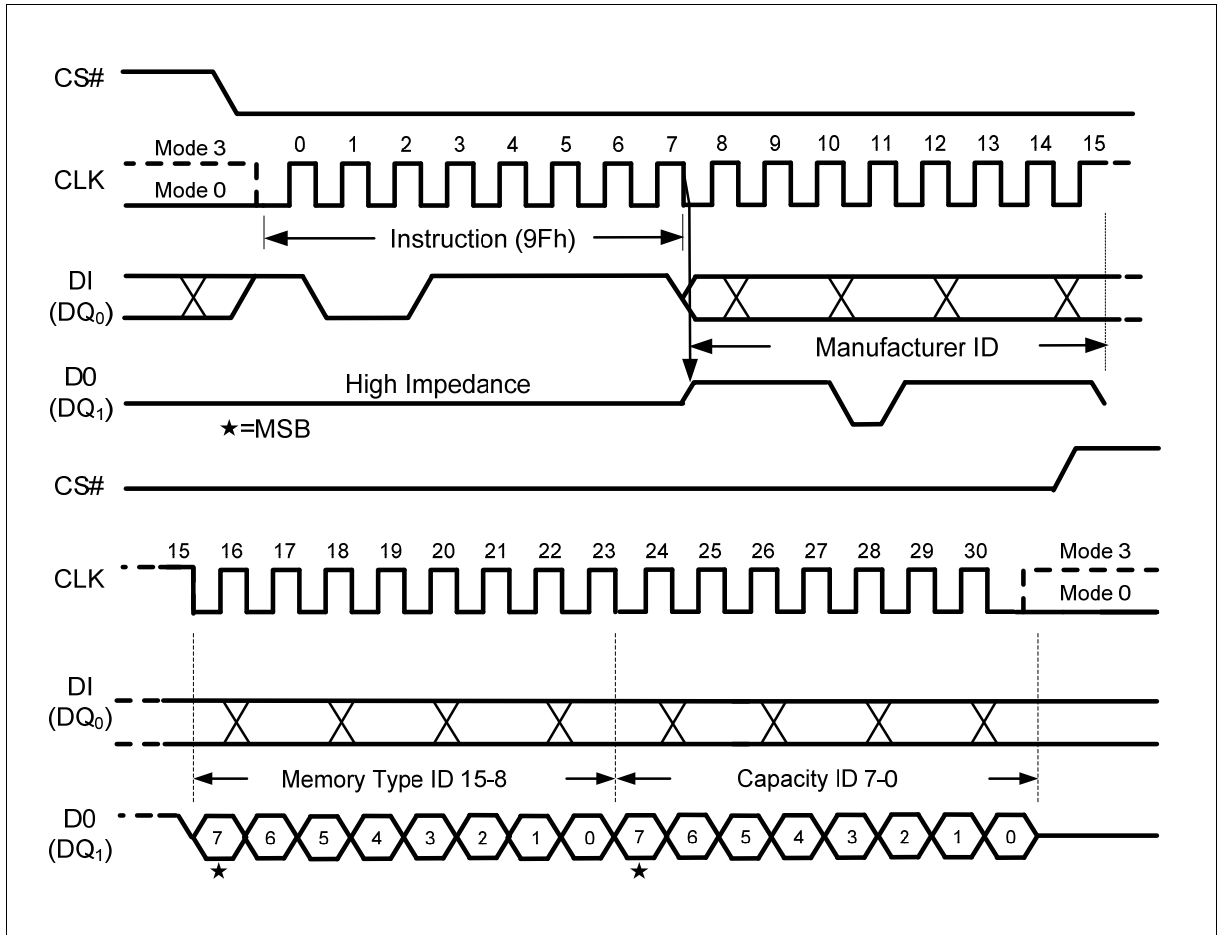 CS#
Mode 3
0 1 2 3 4 5 6 7 8 9 10 11 12 13 14 15
CLK
Mode 0
Instruction (9Fh)
DI
(DQ0)
Manufacturer ID
D0
(DQ1)
High Impedance
★=MSB
CS#
15 16 17 18 19 20 21 22 23 24 25 26 27 28 29 30
Mode 3
CLK
Mode 0
DI
(DQ0)
Memory Type ID 15-8
Capacity ID 7-0
D0
(DQ1)
7 6 5 4 3 2 1 0 7 6 5 4 3 2 1 0
★ ★